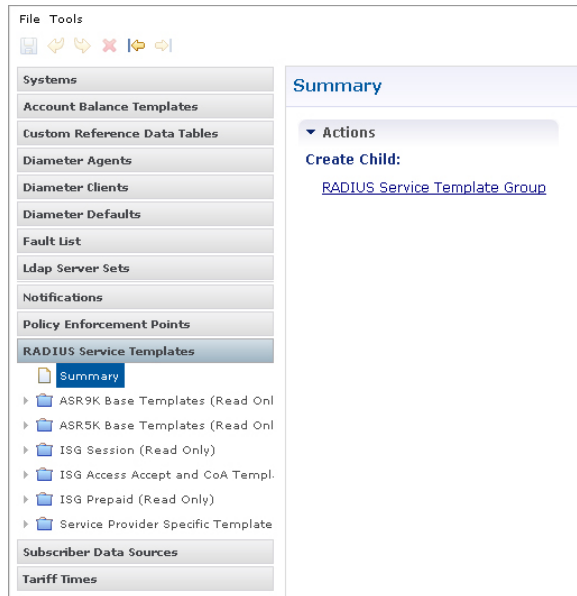 File Tools
Systems
Account Balance Templates
Custom Reference Data Tables
Diameter Agents
Diameter Clients
Diameter Defaults
Fault List
Ldap Server Sets
Notifications
Policy Enforcement Points
RADIUS Service Templates
Summary
ASR9K Base Templates (Read Onl
ASR5K Base Templates (Read Onl
ISG Session (Read Only)
ISG Access Accept and CoA Templ
ISG Prepaid (Read Only)
Service Provider Specific Template
Subscriber Data Sources
Tariff Times
Summary
Actions
Create Child:
RADIUS Service Template Group